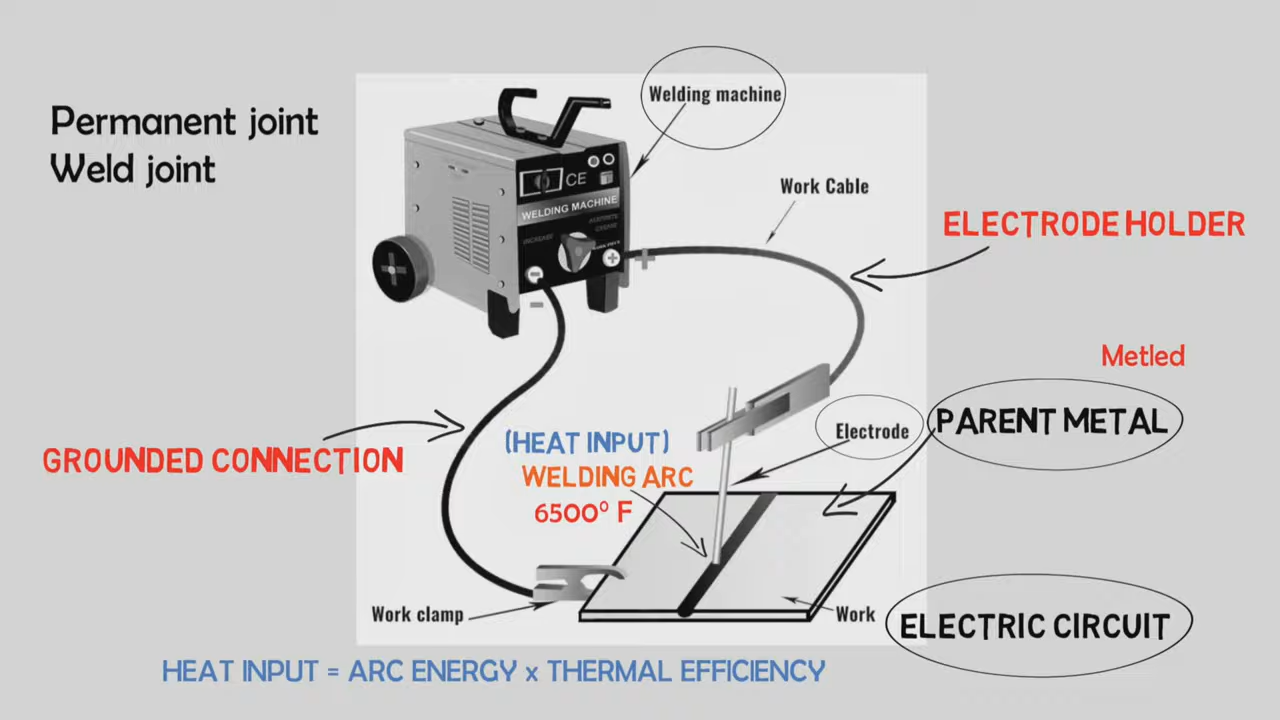 Permanent joint
Weld joint
Welding machine
Work Cable
ELECTRODE HOLDER
CE
WELDING MACHINE
INCREASE
+
-
Metled
PARENT METAL
Electrode
GROUNDED CONNECTION
(HEAT INPUT)
WELDING ARC
6500° F
Work clamp
Work
ELECTRIC CIRCUIT
HEAT INPUT = ARC ENERGY x THERMAL EFFICIENCY